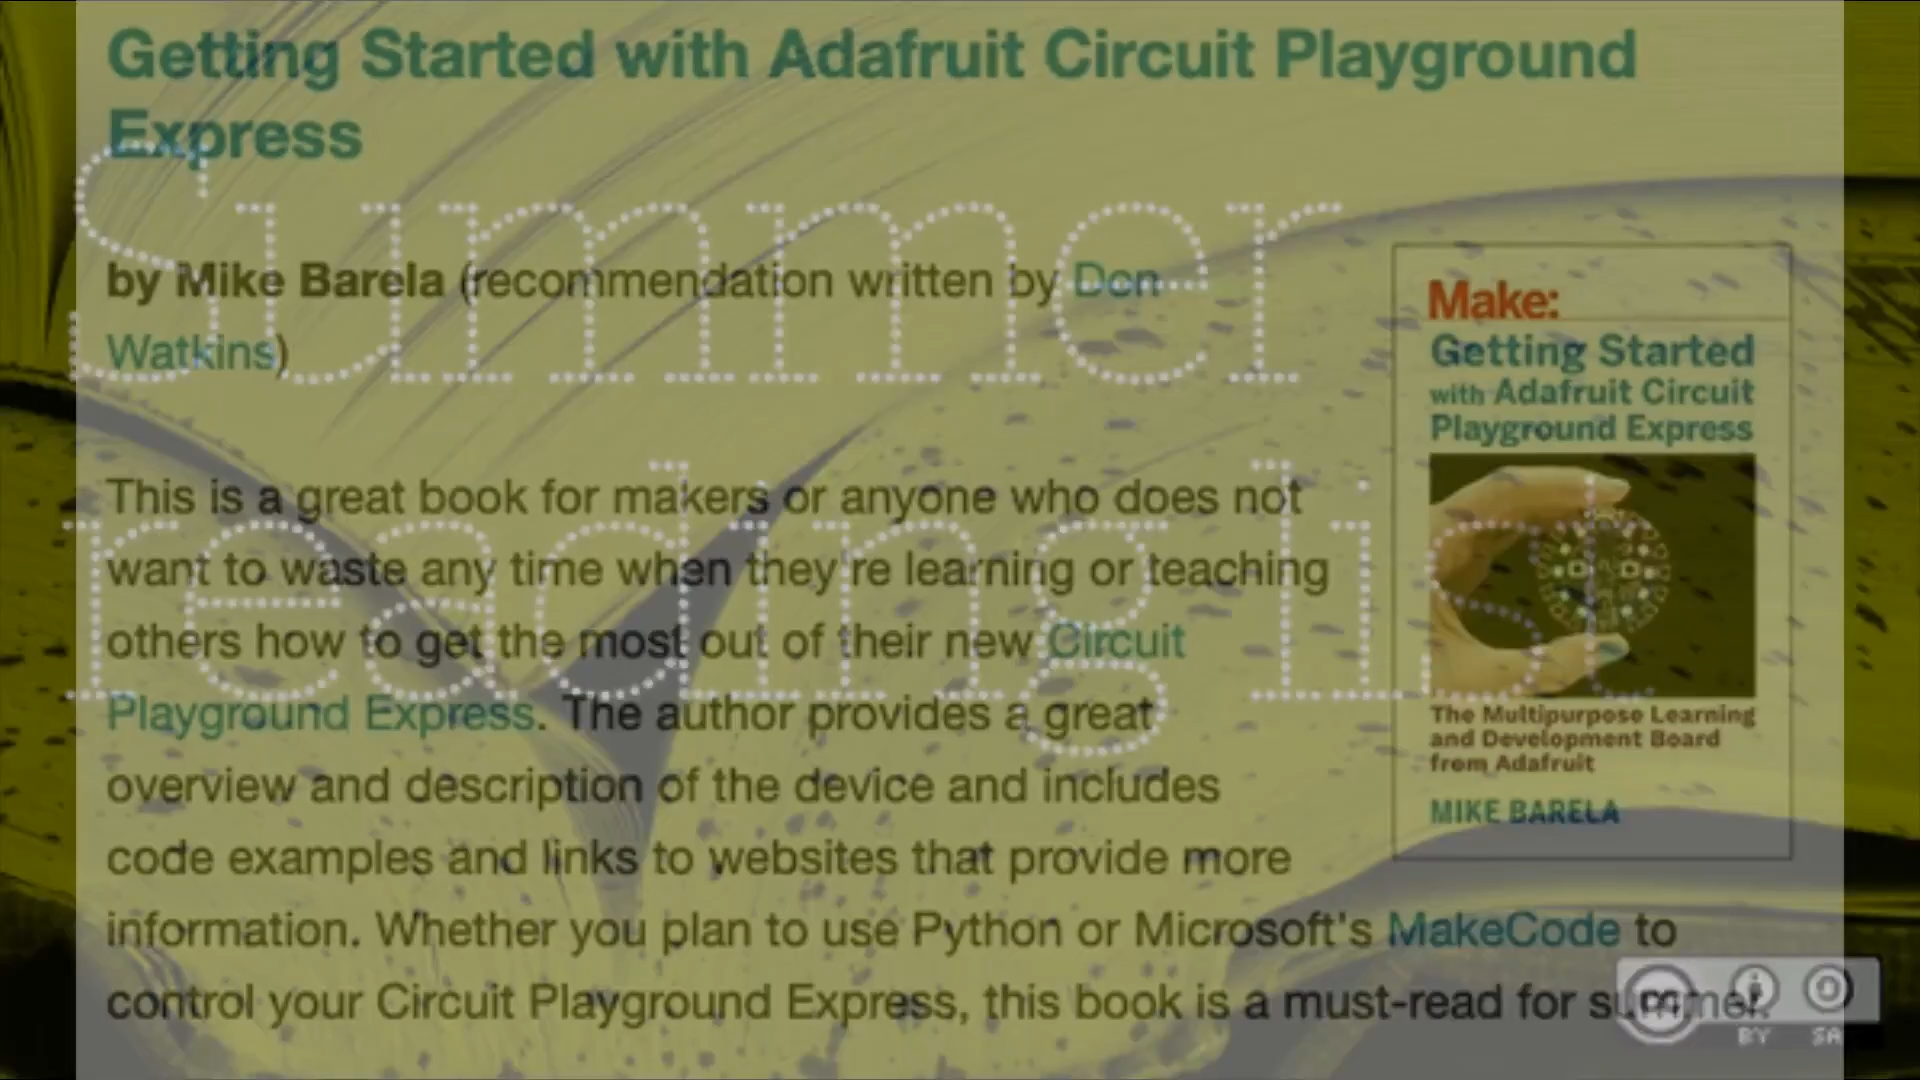 Getting Started with Adafruit Circuit Playground
Express
Summer
by Mike Barela (recommendation written by Don
Watkins)
This is a great book for makers or anyone who does not
want to waste any time when they're learning or teaching
others how to get the most out of their new Circuit
Playground Express. The author provides a great
overview and description of the device and includes
code examples and links to websites that provide more
information. Whether you plan to use Python or Microsoft's MakeCode to
control your Circuit Playground Express, this book is a must-read for summer.
reading list
Make:
Getting Started
with Adafruit Circuit
Playground Express
The Multipurpose Learning
and Development Board
from Adafruit
MIKE BARELA
cc
BY SA